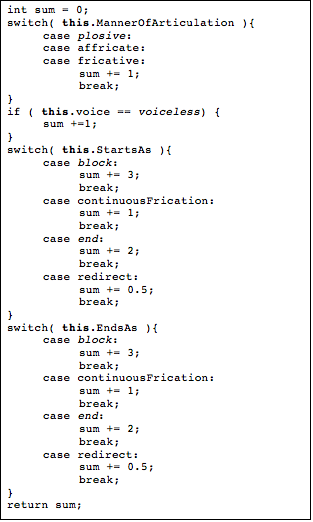 int sum = 0;
switch( this.MannerOfArticulation ){
case plosive:
case affricate:
case fricative:
sum += 1;
break;
}
if ( this.voice == voiceless) {
sum +=1;
}
switch( this.StartsAs ){
case block:
sum += 3;
break;
case continuousFrication:
sum += 1;
break;
case end:
sum += 2;
break;
case redirect:
sum += 0.5;
break;
}
switch( this.EndsAs ){
case block:
sum += 3;
break;
case continuousFrication:
sum += 1;
break;
case end:
sum += 2;
break;
case redirect:
sum += 0.5;
break;
}
return sum;